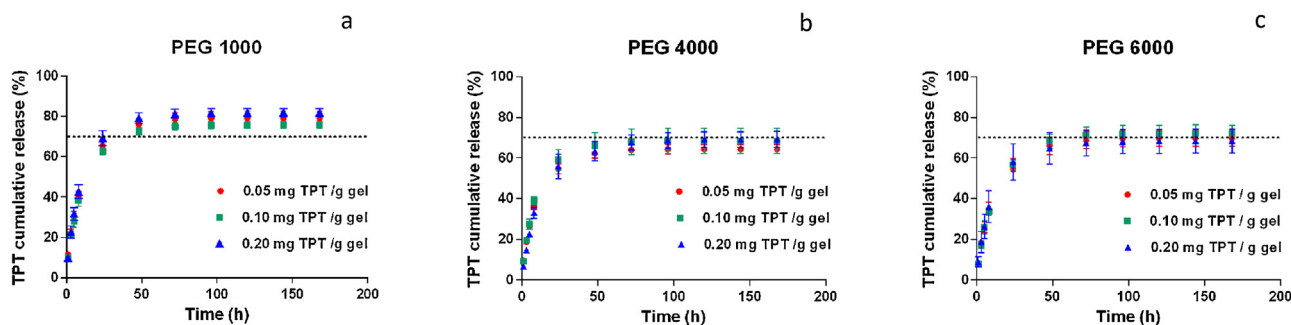 a
PEG 1000
TPT cumulative release (%)
100
80
60
40
20
0
0.05 mg TPT /g gel
0.10 mg TPT /g gel
0.20 mg TPT /g gel
0 50 100 150 200
Time (h)
b
PEG 4000
TPT cumulative release (%)
100
80
60
40
20
0
0.05 mg TPT /g gel
0.10 mg TPT /g gel
0.20 mg TPT /g gel
0 50 100 150 200
Time (h)
c
PEG 6000
TPT cumulative release (%)
100
80
60
40
20
0
0.05 mg TPT /g gel
0.10 mg TPT /g gel
0.20 mg TPT /g gel
0 50 100 150 200
Time (h)